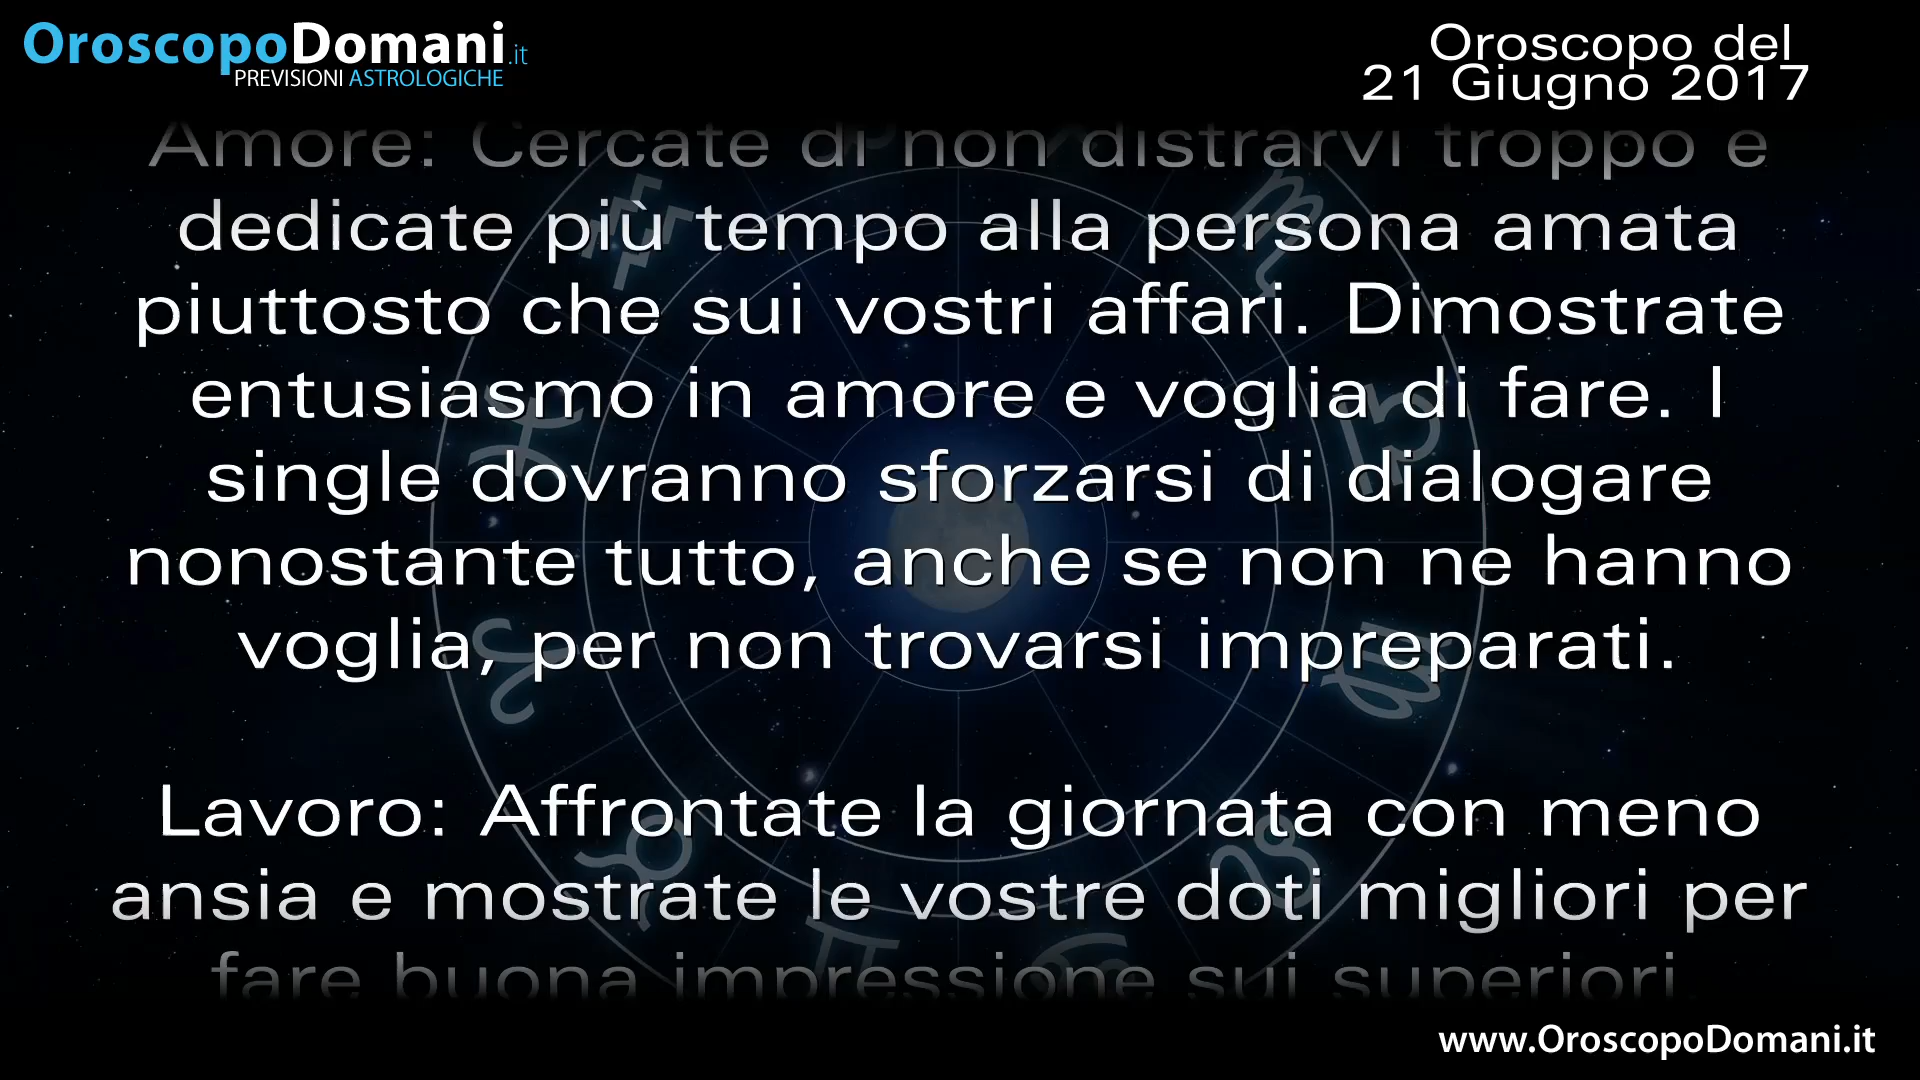 OroscopoDomani.it
PREVISIONI ASTROLOGICHE
Oroscopo del
21 Giugno 2017
Amore: Cercate di non distrarvi troppo e
dedicate più tempo alla persona amata
piuttosto che sui vostri affari. Dimostrate
entusiasmo in amore e voglia di fare. I
single dovranno sforzarsi di dialogare
nonostante tutto, anche se non ne hanno
voglia, per non trovarsi impreparati.
Lavoro: Affrontate la giornata con meno
ansia e mostrate le vostre doti migliori per
fare buona impressione sui superiori.
www.OroscopoDomani.it